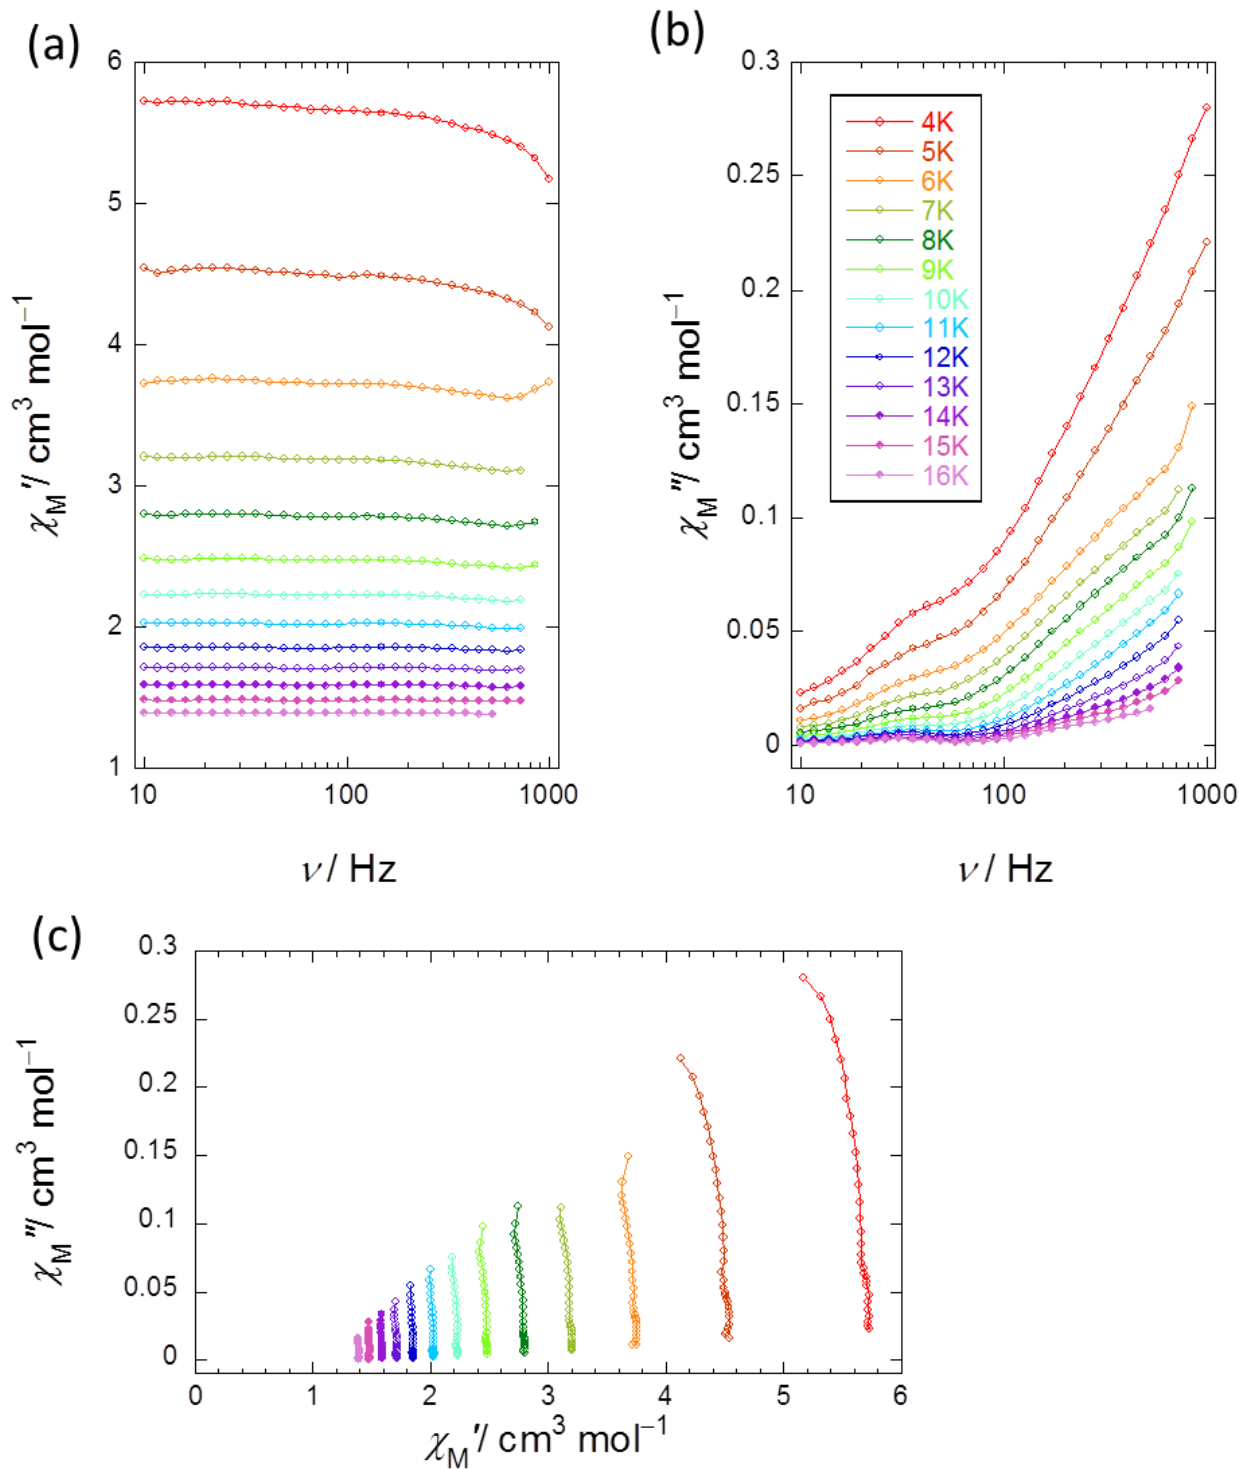 (a)
6
5
4
3
2
1
χM′/ cm³ mol⁻¹
10
100
1000
ν / Hz
(b)
0.3
0.25
0.2
0.15
0.1
0.05
0
χM″/ cm³ mol⁻¹
4K
5K
6K
7K
8K
9K
10K
11K
12K
13K
14K
15K
16K
10
100
1000
ν / Hz
(c)
0.3
0.25
0.2
0.15
0.1
0.05
0
χM″/ cm³ mol⁻¹
0
1
2
3
4
5
6
χM′/ cm³ mol⁻¹